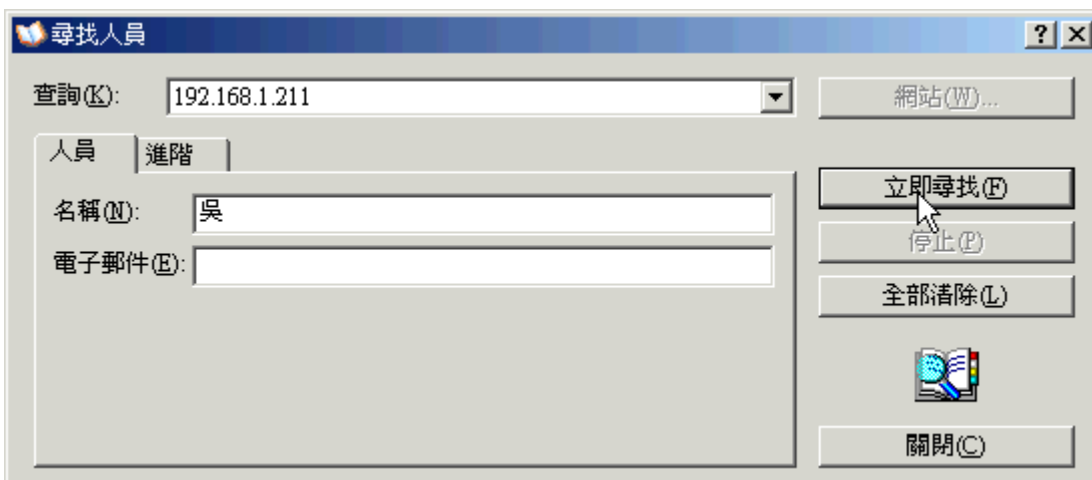 尋找人員
查詢(K): 192.168.1.211 網站(W)...
人員 進階
立即尋找(F)
名稱(N): 吳
停止(P)
電子郵件(E):
全部清除(L)
關閉(C)